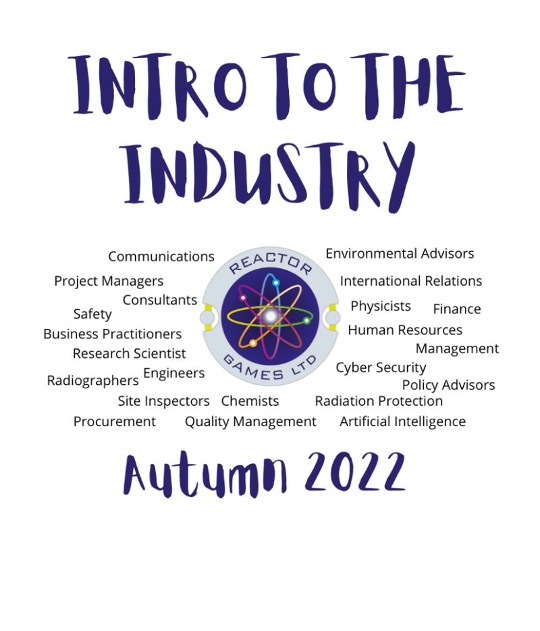 INTRO TO THE
INDUSTRY
Communications
Environmental Advisors
REACTOR
GAMES LTD
Project Managers
International Relations
Consultants
Physicists
Finance
Safety
Business Practitioners
Human Resources
Research Scientist
Management
Engineers
Cyber Security
Radiographers
Policy Advisors
Site Inspectors
Chemists
Radiation Protection
Procurement
Quality Management
Artificial Intelligence
Autumn 2022